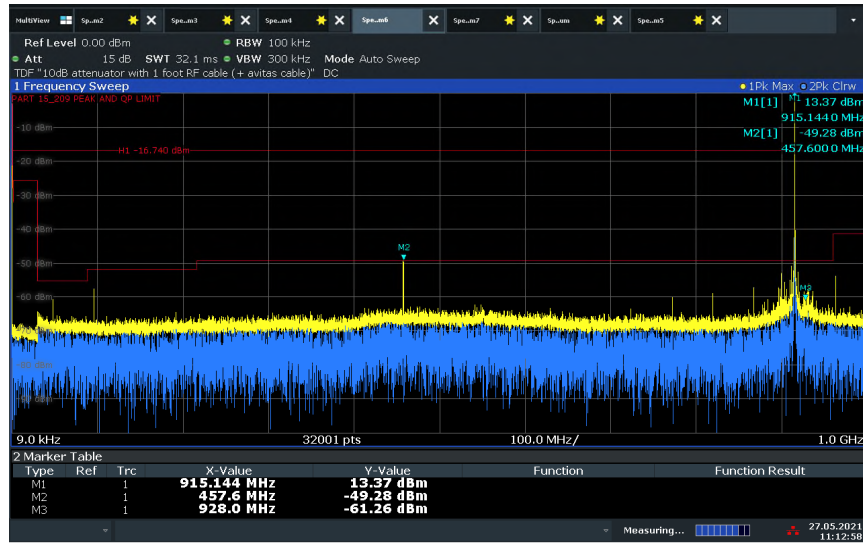 MultiView Sp..m2 Spe..m3 Spe..m4 Spe..m6 Spe..m7 Sp..um Spe..m5
Ref Level 0.00 dBm RBW 100 kHz
Att 15 dB SWT 32.1 ms VBW 300 kHz Mode Auto Sweep
TDF "10dB attenuator with 1 foot RF cable (+ avitas cable)" DC
1 Frequency Sweep 1Pk Max 2Pk Clrw
PART 15_209 PEAK AND QP LIMIT
M1[1] M1 13.37 dBm
915.1440 MHz
-10 dBm
M2[1] -49.28 dBm
457.6000 MHz
H1 -16.740 dBm
-20 dBm
-30 dBm
-40 dBm
M2
-50 dBm
M3
-60 dBm
-80 dBm
9.0 kHz 32001 pts 100.0 MHz/ 1.0 GHz
2 Marker Table
Type Ref Trc X-Value Y-Value Function Function Result
M1 1 915.144 MHz 13.37 dBm
M2 1 457.6 MHz -49.28 dBm
M3 1 928.0 MHz -61.26 dBm
Measuring... 27.05.2021
11:12:58